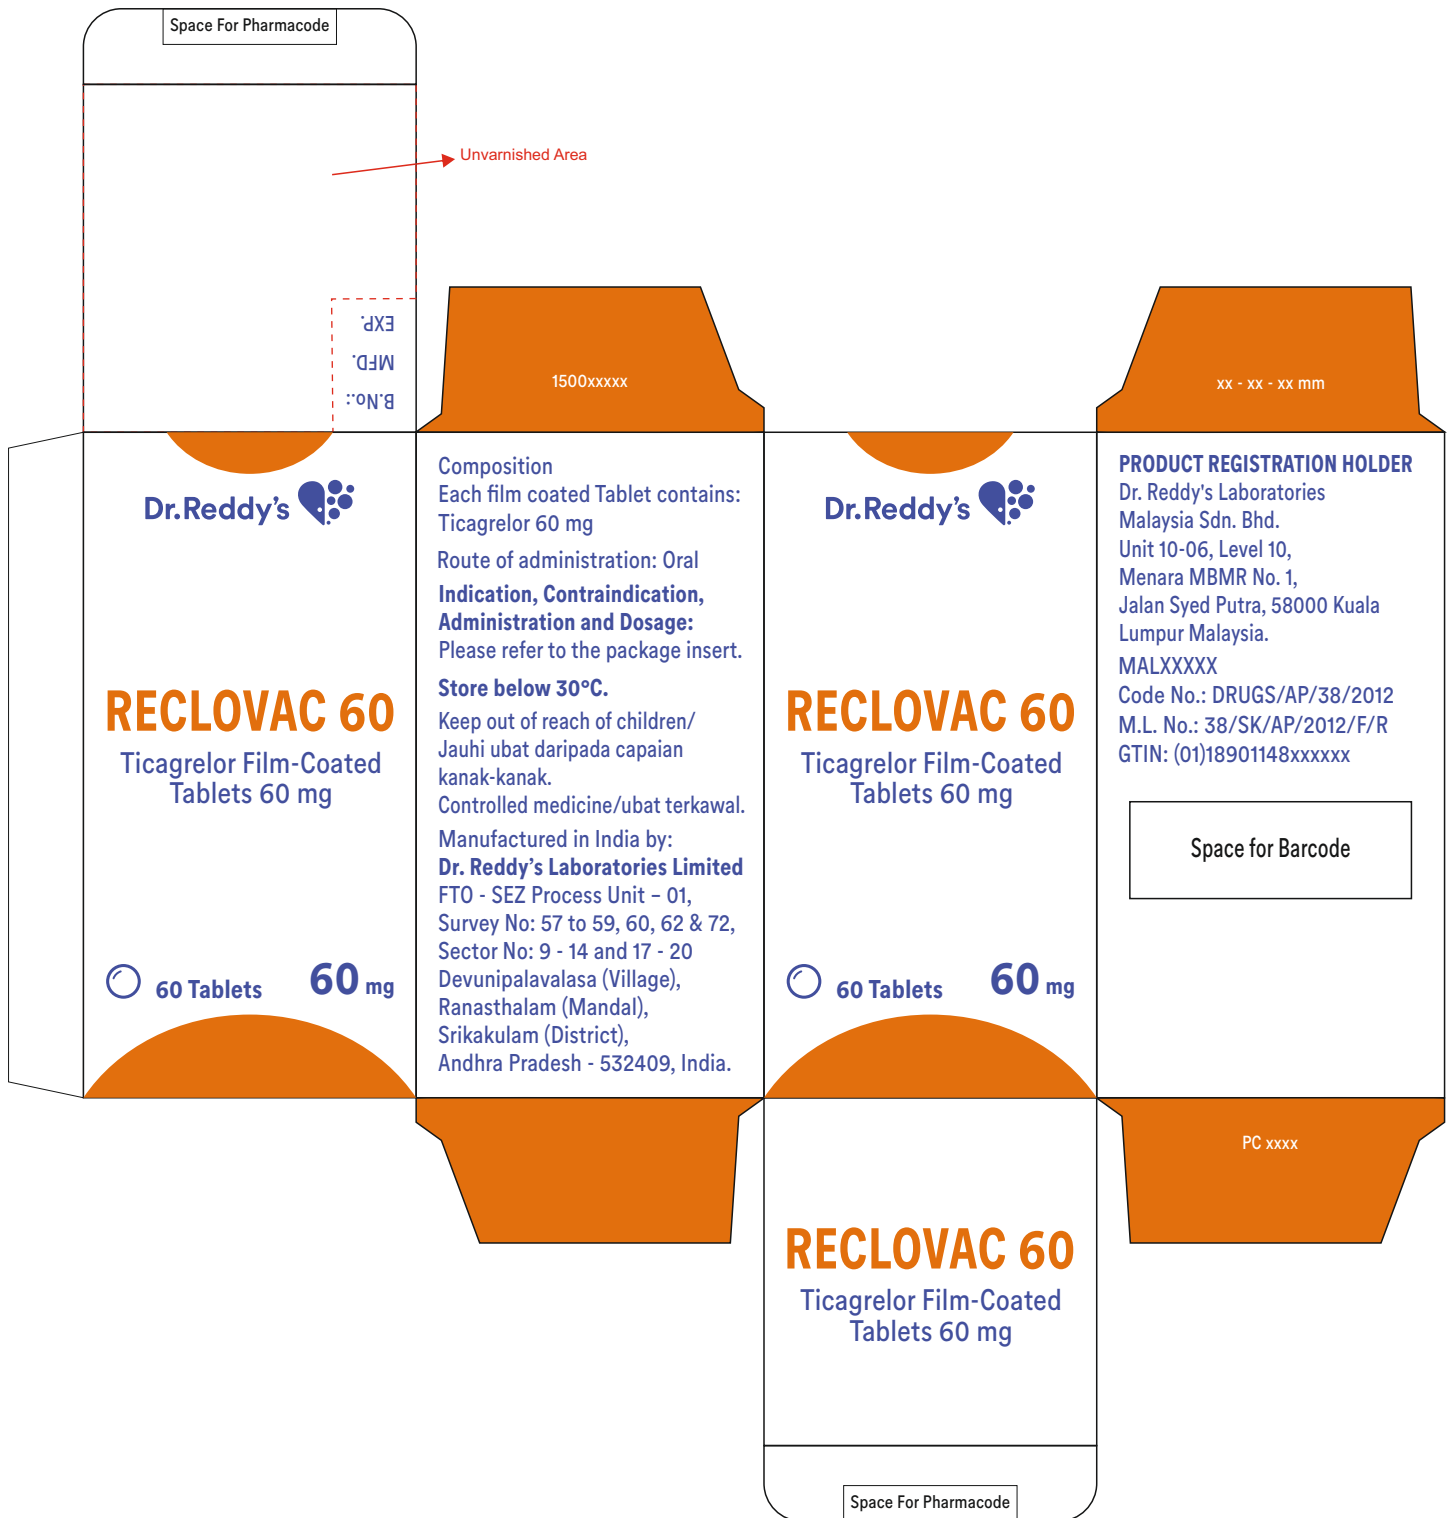 Space For Pharmacode
Unvarnished Area
EXP.
MFD.
B.No.:
1500xxxxx
xx - xx - xx mm
Dr.Reddy's
RECLOVAC 60
Ticagrelor Film-Coated
Tablets 60 mg
60 Tablets
60 mg
Composition
Each film coated Tablet contains:
Ticagrelor 60 mg
Route of administration: Oral
Indication, Contraindication,
Administration and Dosage:
Please refer to the package insert.
Store below 30°C.
Keep out of reach of children/
Jauhi ubat daripada capaian
kanak-kanak.
Controlled medicine/ubat terkawal.
Manufactured in India by:
Dr. Reddy's Laboratories Limited
FTO - SEZ Process Unit – 01,
Survey No: 57 to 59, 60, 62 & 72,
Sector No: 9 - 14 and 17 - 20
Devunipalavalasa (Village),
Ranasthalam (Mandal),
Srikakulam (District),
Andhra Pradesh - 532409, India.
Dr.Reddy's
RECLOVAC 60
Ticagrelor Film-Coated
Tablets 60 mg
60 Tablets
60 mg
PRODUCT REGISTRATION HOLDER
Dr. Reddy's Laboratories
Malaysia Sdn. Bhd.
Unit 10-06, Level 10,
Menara MBMR No. 1,
Jalan Syed Putra, 58000 Kuala
Lumpur Malaysia.
MALXXXXX
Code No.: DRUGS/AP/38/2012
M.L. No.: 38/SK/AP/2012/F/R
GTIN: (01)18901148xxxxxx
Space for Barcode
PC xxxx
RECLOVAC 60
Ticagrelor Film-Coated
Tablets 60 mg
Space For Pharmacode